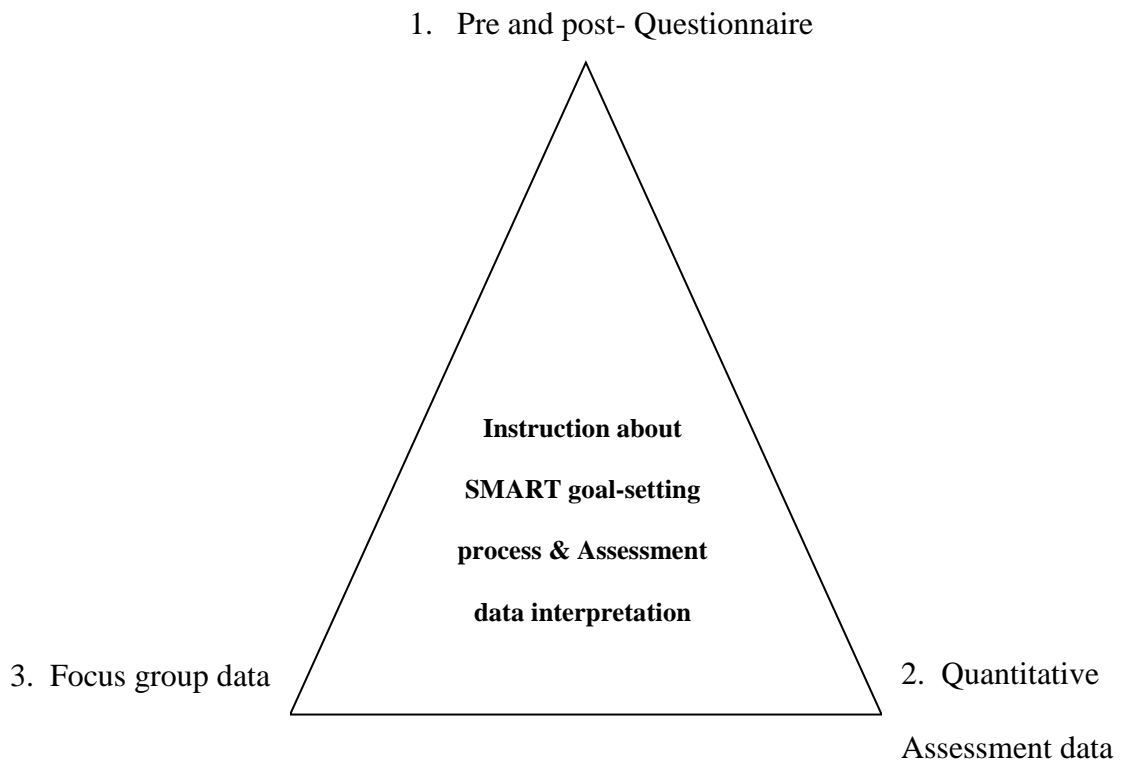 1. Pre and post- Questionnaire
Instruction about
SMART goal-setting
process & Assessment
data interpretation
3. Focus group data
2. Quantitative
Assessment data